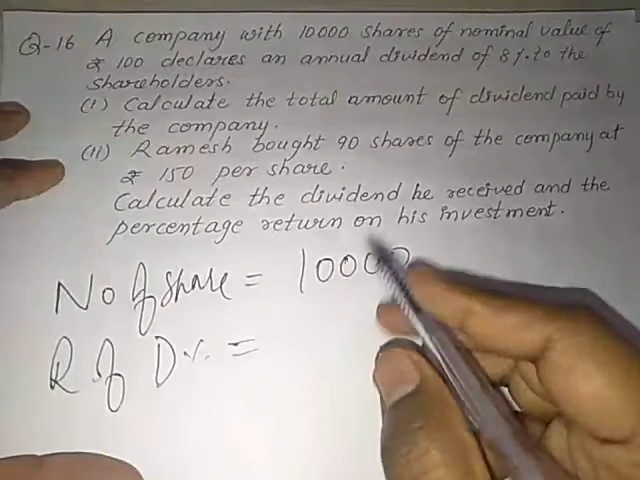 Q-16 A company with 10000 shares of nominal value of
₹ 100 declares an annual dividend of 8%. to the
shareholders.
(I) Calculate the total amount of dividend paid by
the company.
(II) Ramesh bought 90 shares of the company at
₹ 150 per share.
Calculate the dividend he received and the
percentage return on his investment.
No of share = 10000
R of D% =